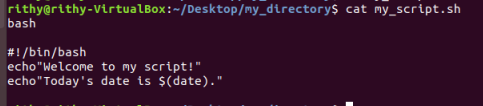 rithy@rithy-VirtualBox:~/Desktop/my_directory$ cat my_script.sh
bash

#!/bin/bash
echo"Welcome to my script!"
echo"Today's date is $(date)."